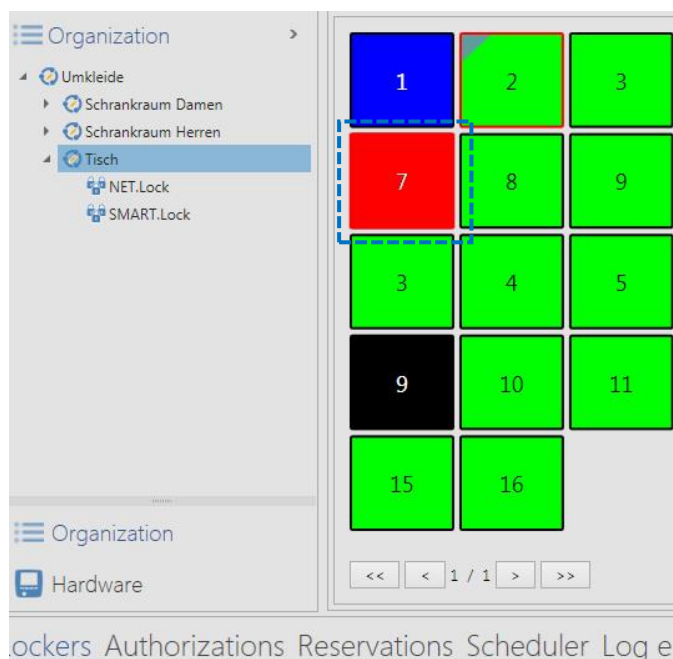 Organization >
Umkleide
Schrankraum Damen
Schrankraum Herren
Tisch
NET.Lock
SMART.Lock
Organization
Hardware
1 2 3
7 8 9
3 4 5
9 10 11
15 16
<< < 1 / 1 > >>
Lockers Authorizations Reservations Scheduler Log e